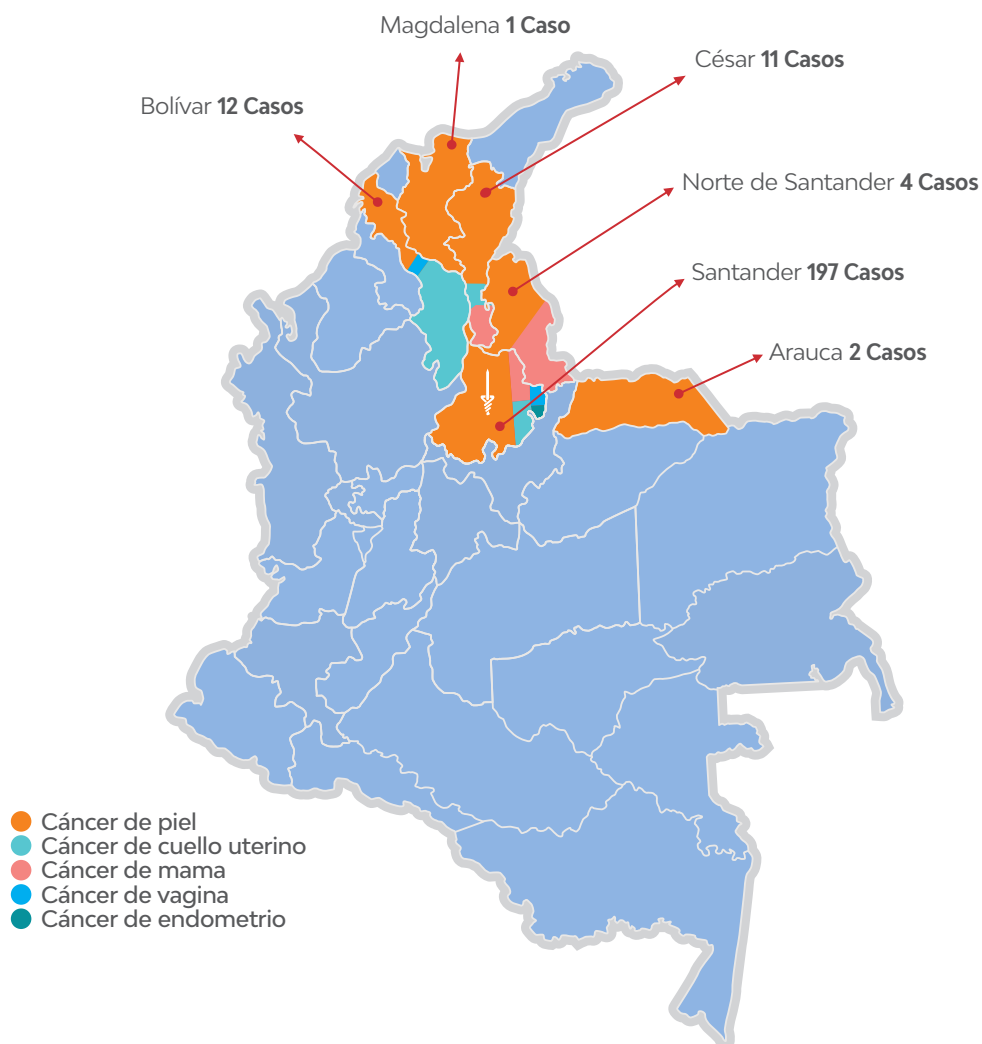 Magdalena 1 Caso
César 11 Casos
Bolívar 12 Casos
Norte de Santander 4 Casos
Santander 197 Casos
Arauca 2 Casos
Cáncer de piel
Cáncer de cuello uterino
Cáncer de mama
Cáncer de vagina
Cáncer de endometrio